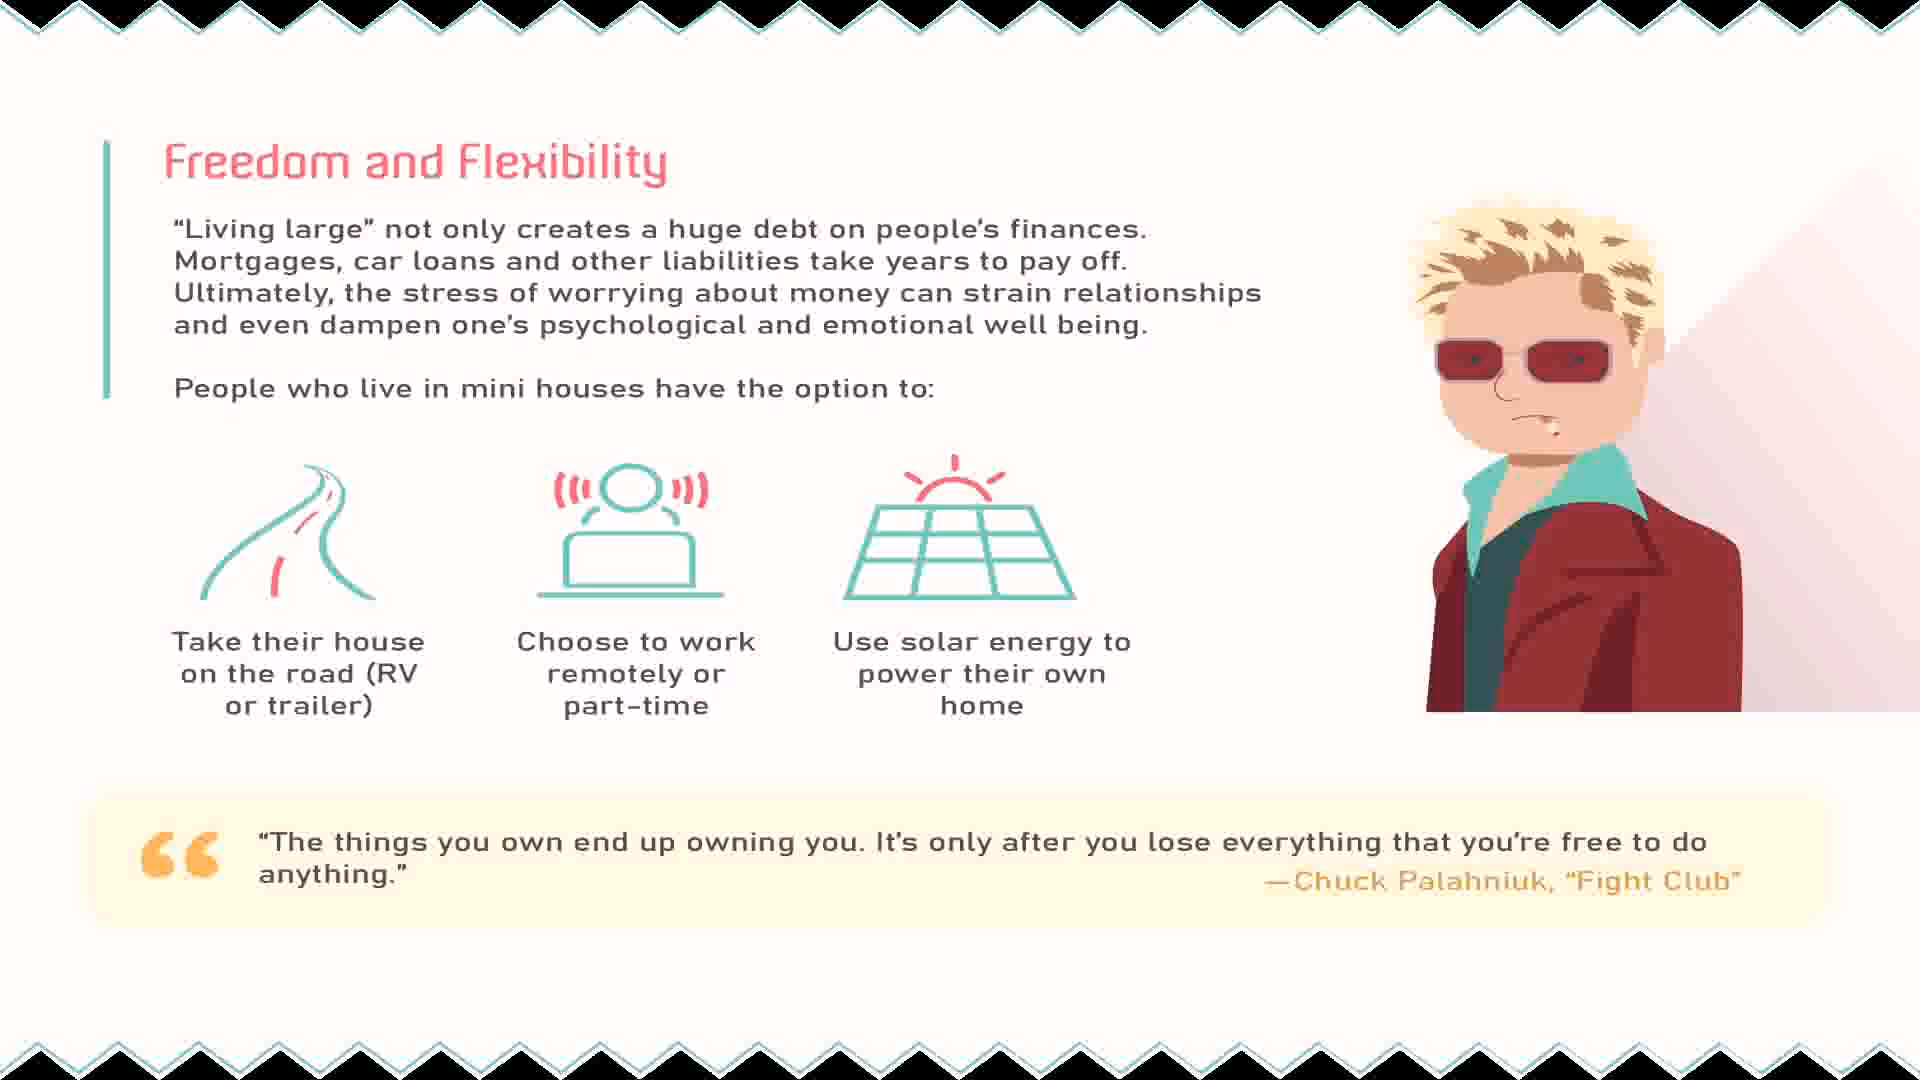 Freedom and Flexibility
“Living large” not only creates a huge debt on people’s finances.
Mortgages, car loans and other liabilities take years to pay off.
Ultimately, the stress of worrying about money can strain relationships
and even dampen one’s psychological and emotional well being.
People who live in mini houses have the option to:
Take their house
on the road (RV
or trailer)
Choose to work
remotely or
part-time
Use solar energy to
power their own
home
“The things you own end up owning you. It’s only after you lose everything that you’re free to do
anything.”
—Chuck Palahniuk, “Fight Club”